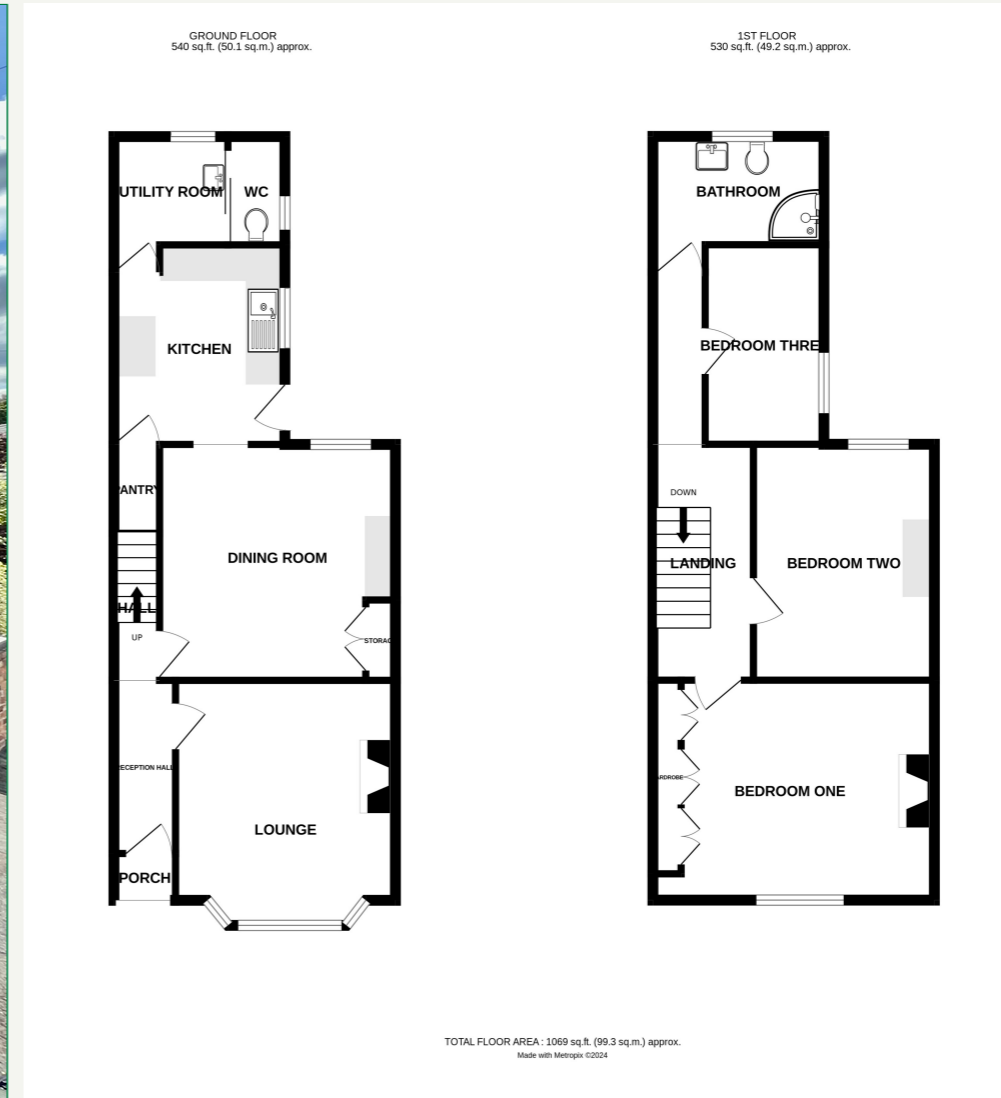 GROUND FLOOR
540 sq.ft. (50.1 sq.m.) approx.
1ST FLOOR
530 sq.ft. (49.2 sq.m.) approx.
UTILITY ROOM
WC
KITCHEN
PANTRY
DINING ROOM
HALL
UP
STORAG
RECEPTION HALL
LOUNGE
PORCH
BATHROOM
BEDROOM THRE
DOWN
LANDING
BEDROOM TWO
ARDROBE
BEDROOM ONE
TOTAL FLOOR AREA : 1069 sq.ft. (99.3 sq.m.) approx.
Made with Metropix ©2024